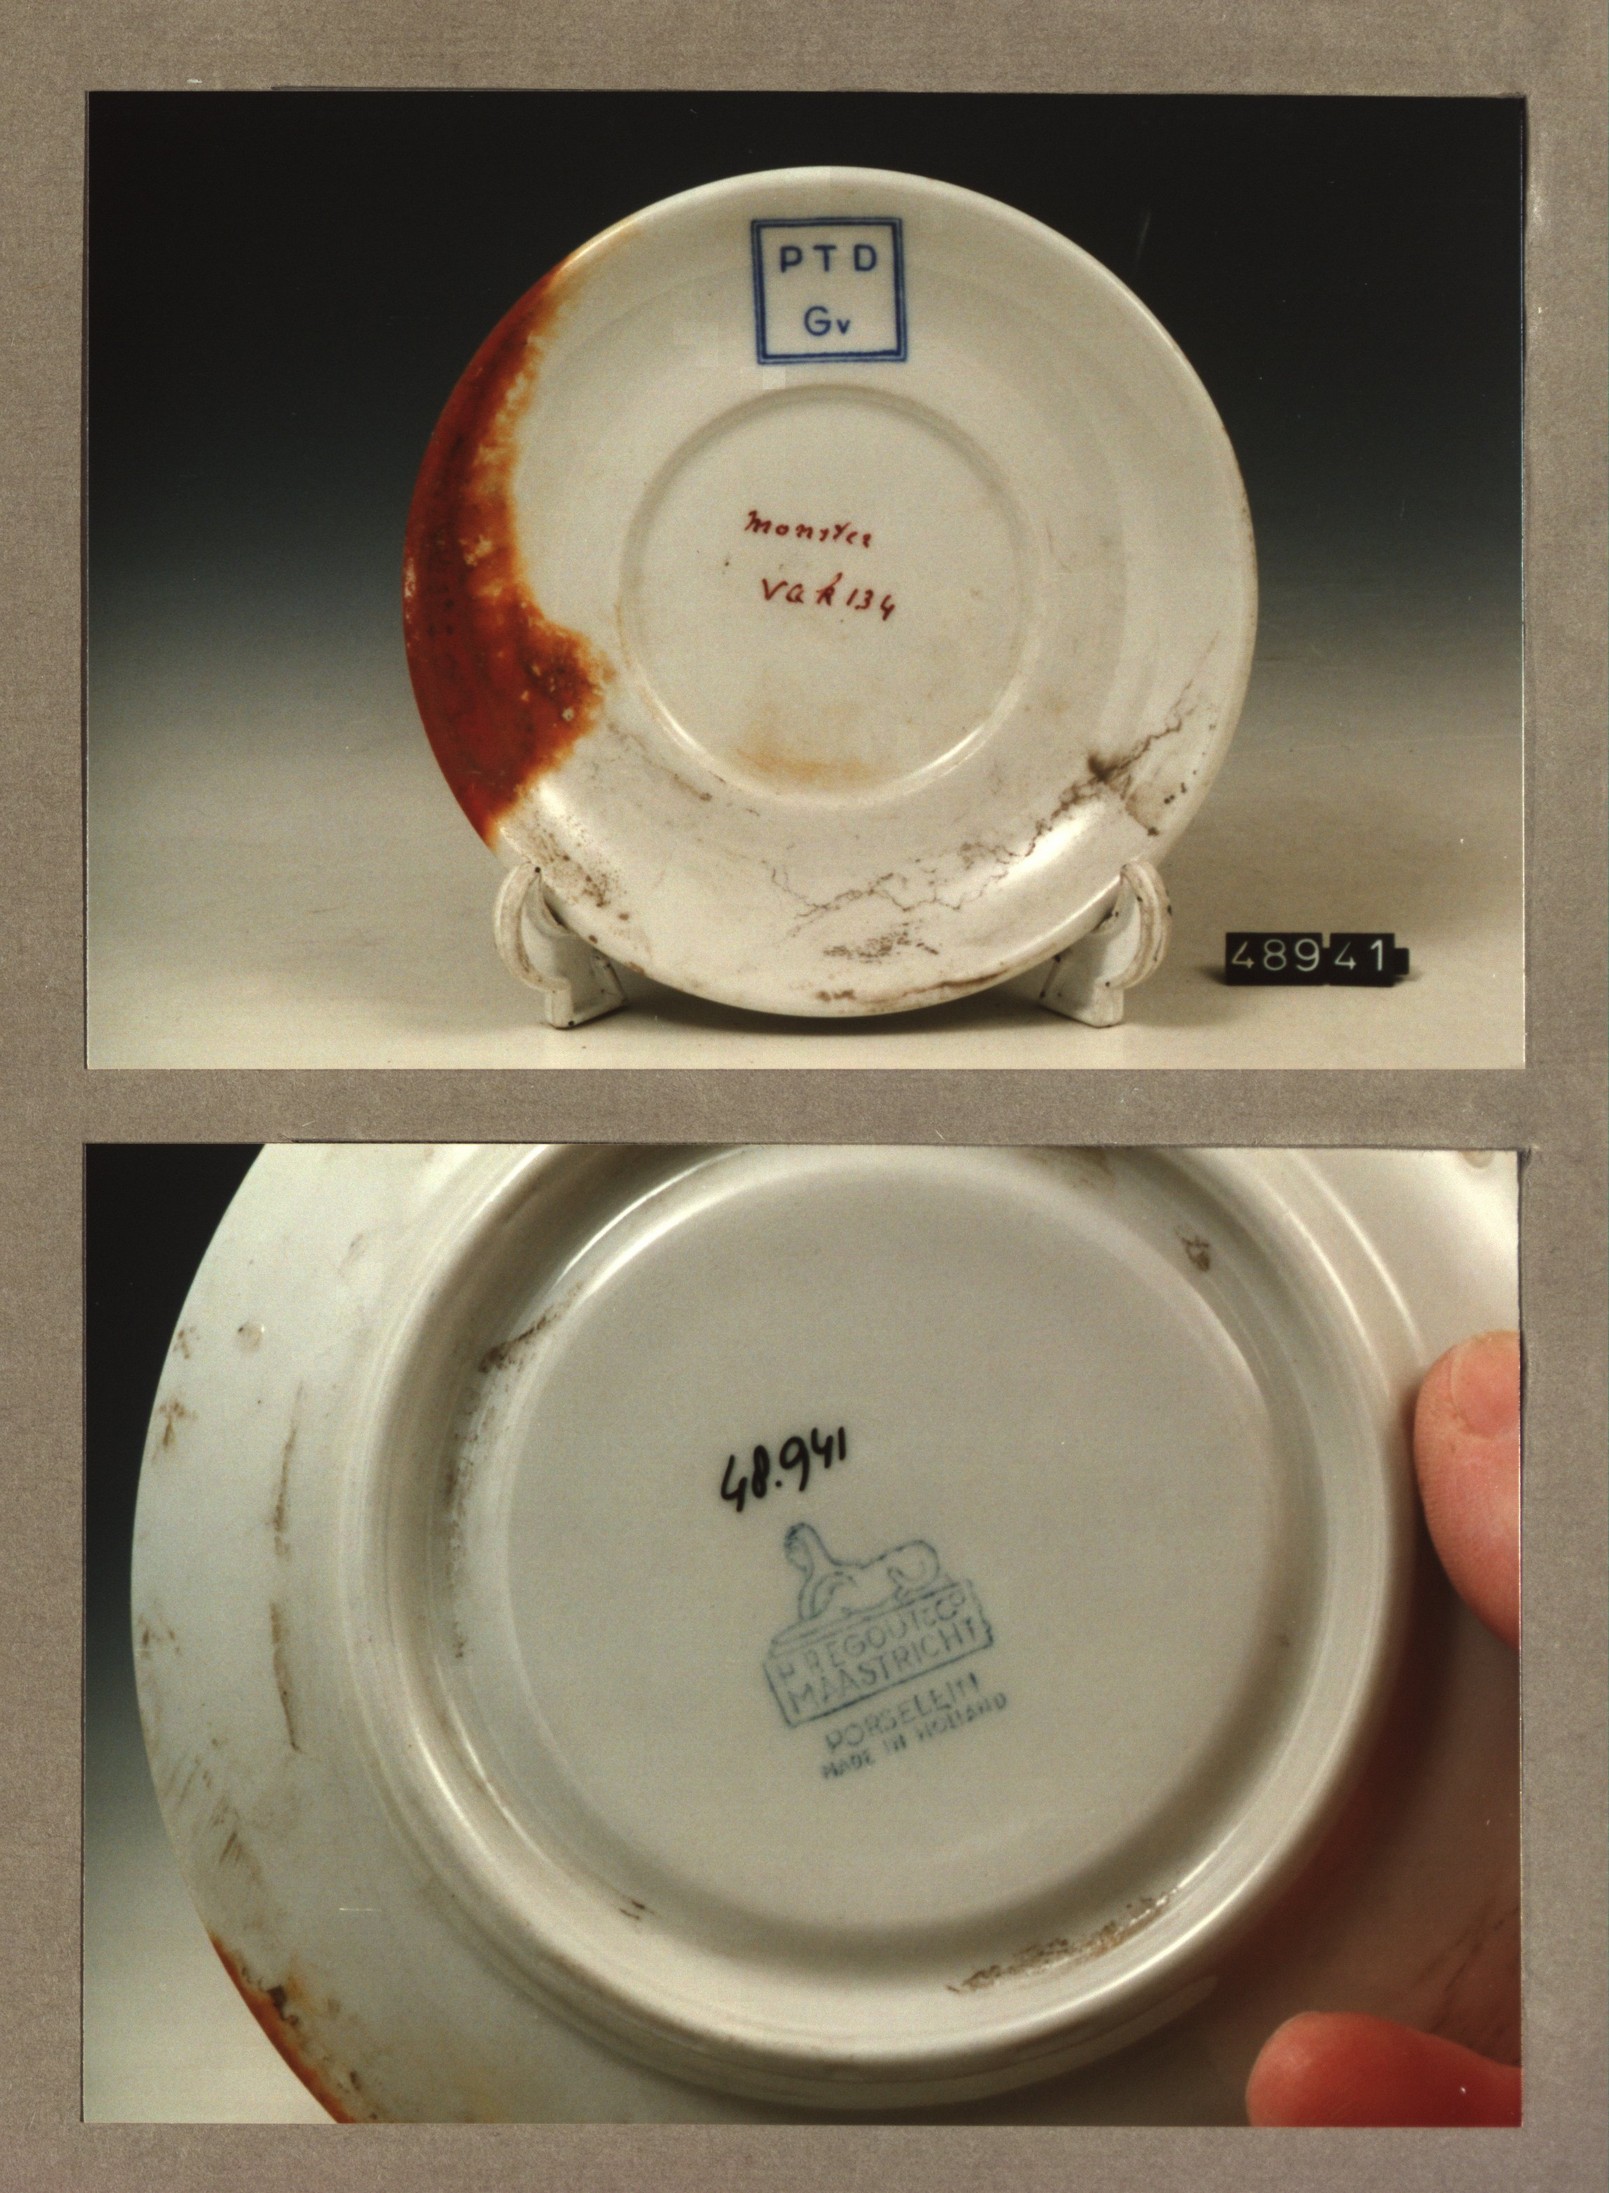 PTD
Gv
monster
vak 134
48941
48.941
H. REGOUT & Co
MAASTRICHT
PORSELEIN
MADE IN HOLLAND